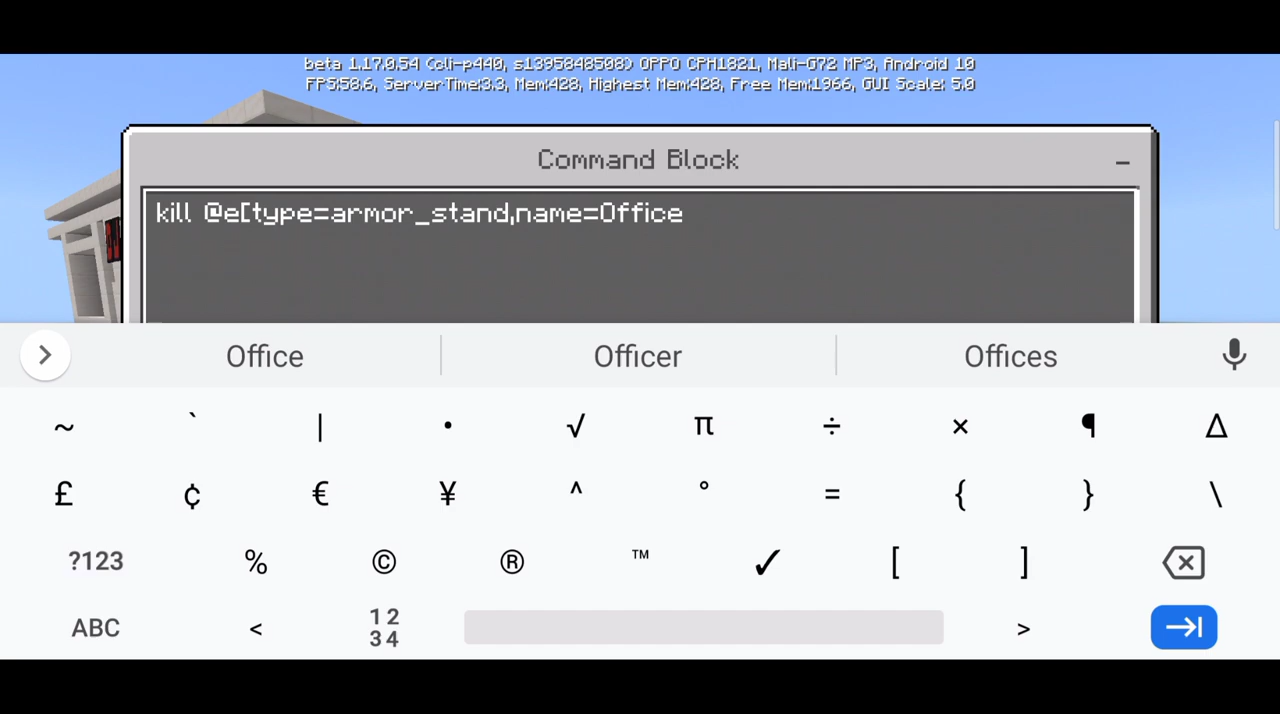 beta 1.17.0.54 (cli-p440, s1395848508) OPPO CPH1821, Mali-G72 MP3, Android 10
FPS:58.6, ServerTime:3.3, Mem:428, Highest Mem:428, Free Mem:1966, GUI Scale: 5.0
Command Block
kill @e[type=armor_stand,name=Office
Office Officer Offices
~ ` | • √ π ÷ × ¶ Δ
£ ¢ € ¥ ^ ° = { } \
?123 % © ® ™ ✓ [ ]
ABC < 1 2 3 4 >